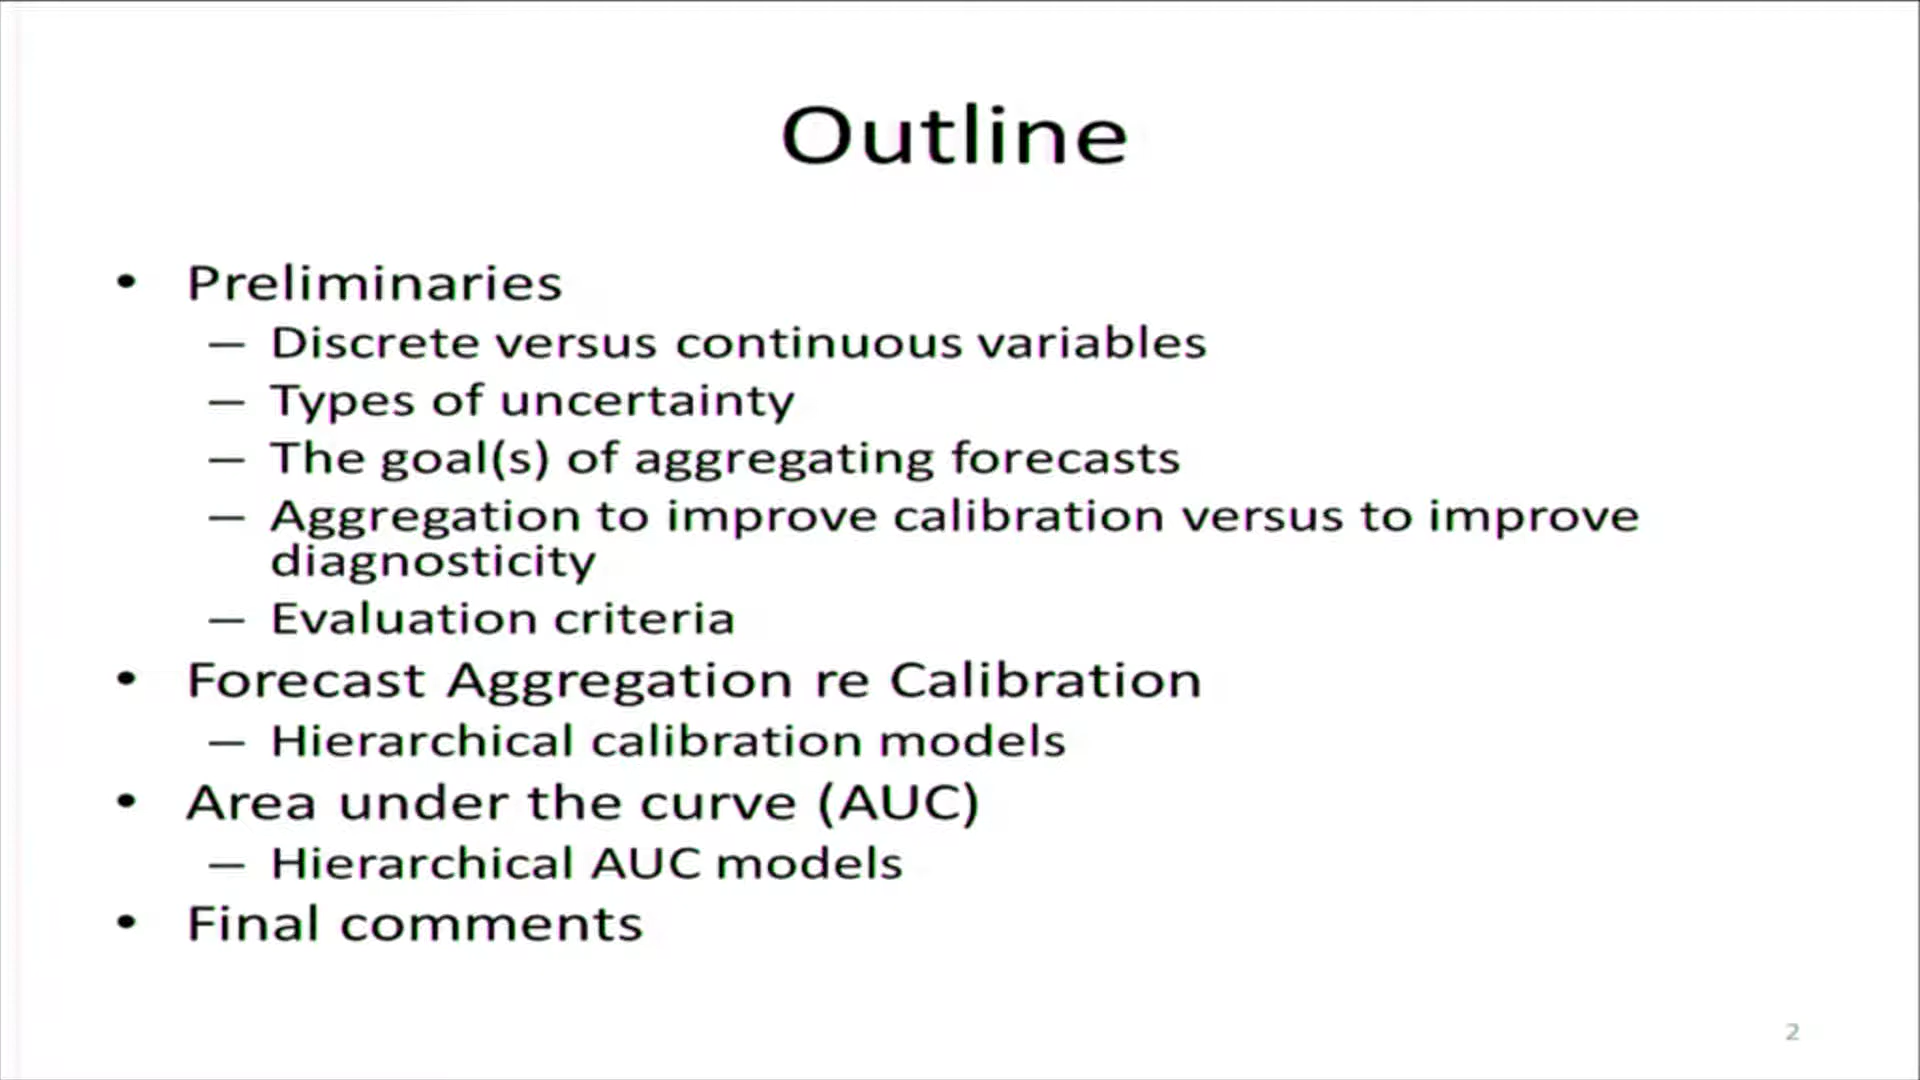 Outline
• Preliminaries
– Discrete versus continuous variables
– Types of uncertainty
– The goal(s) of aggregating forecasts
– Aggregation to improve calibration versus to improve
diagnosticity
– Evaluation criteria
• Forecast Aggregation re Calibration
– Hierarchical calibration models
• Area under the curve (AUC)
– Hierarchical AUC models
• Final comments
2